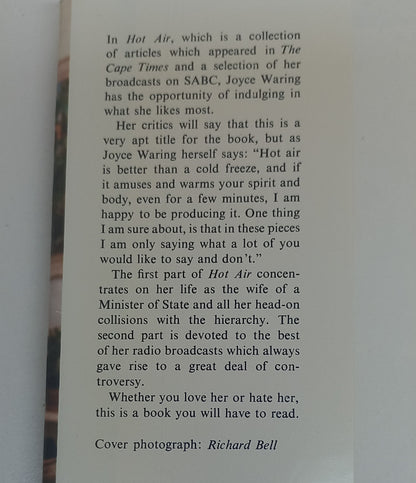 In Hot Air, which is a collection
of articles which appeared in The
Cape Times and a selection of her
broadcasts on SABC, Joyce Waring
has the opportunity of indulging in
what she likes most.
Her critics will say that this is a
very apt title for the book, but as
Joyce Waring herself says: “Hot air
is better than a cold freeze, and if
it amuses and warms your spirit and
body, even for a few minutes, I am
happy to be producing it. One thing
I am sure about, is that in these pieces
I am only saying what a lot of you
would like to say and don’t.”
The first part of Hot Air concen-
trates on her life as the wife of a
Minister of State and all her head-on
collisions with the hierarchy. The
second part is devoted to the best
of her radio broadcasts which always
gave rise to a great deal of con-
troversy.
Whether you love her or hate her,
this is a book you will have to read.
Cover photograph: Richard Bell